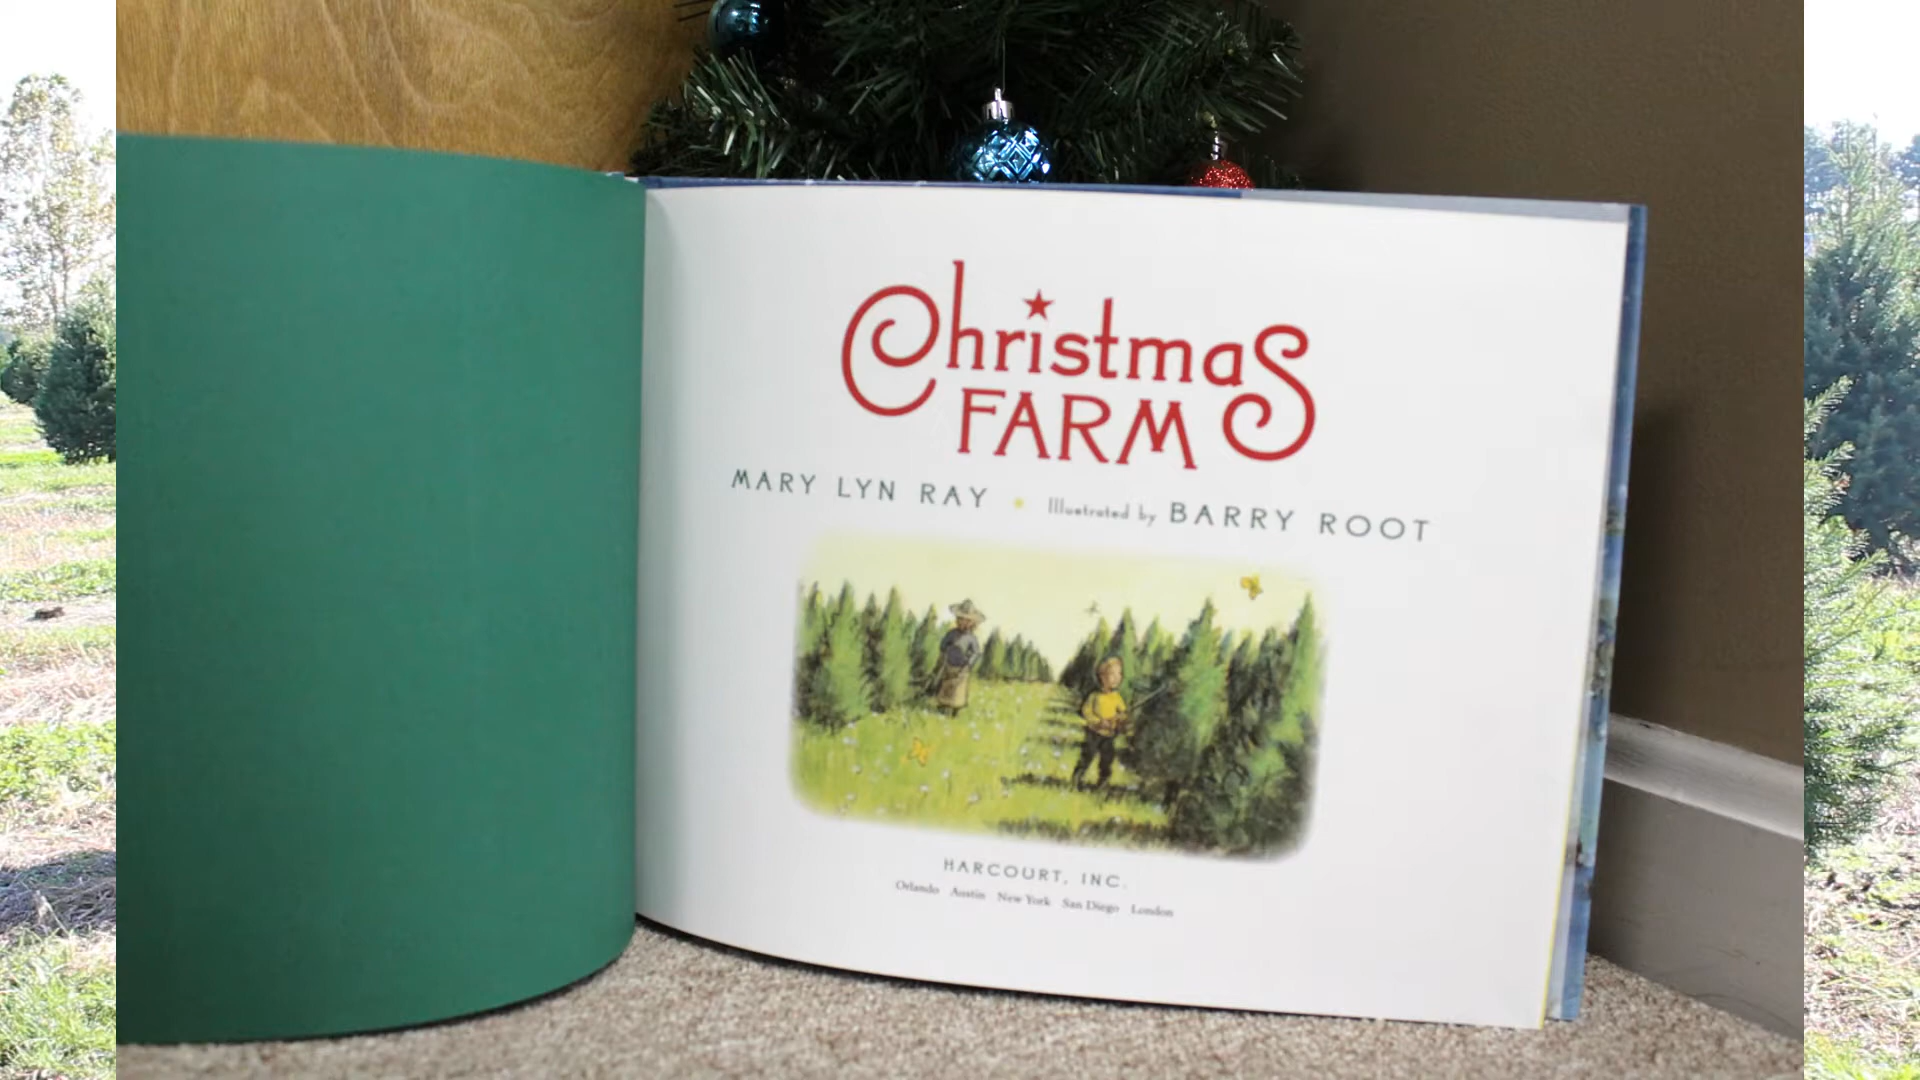 Christmas
FARM
MARY LYN RAY • Illustrated by BARRY ROOT
HARCOURT, INC.
Orlando Austin New York San Diego London